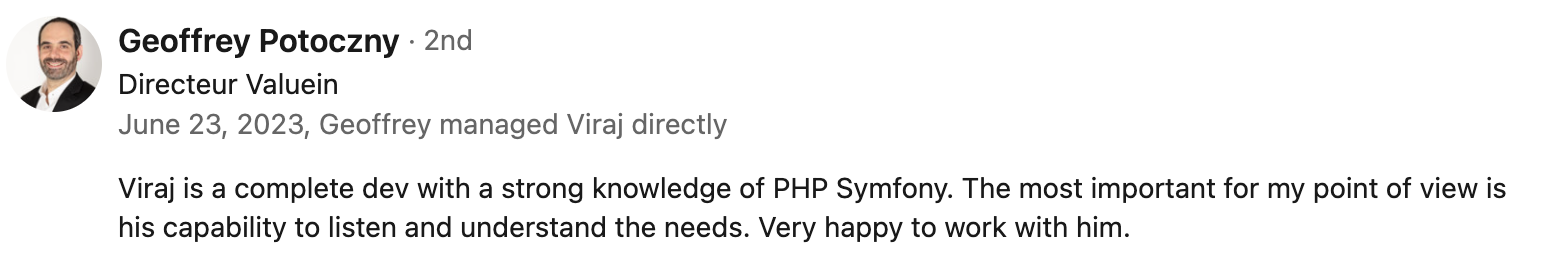 Geoffrey Potoczny · 2nd
Directeur Valuein
June 23, 2023, Geoffrey managed Viraj directly
Viraj is a complete dev with a strong knowledge of PHP Symfony. The most important for my point of view is
his capability to listen and understand the needs. Very happy to work with him.